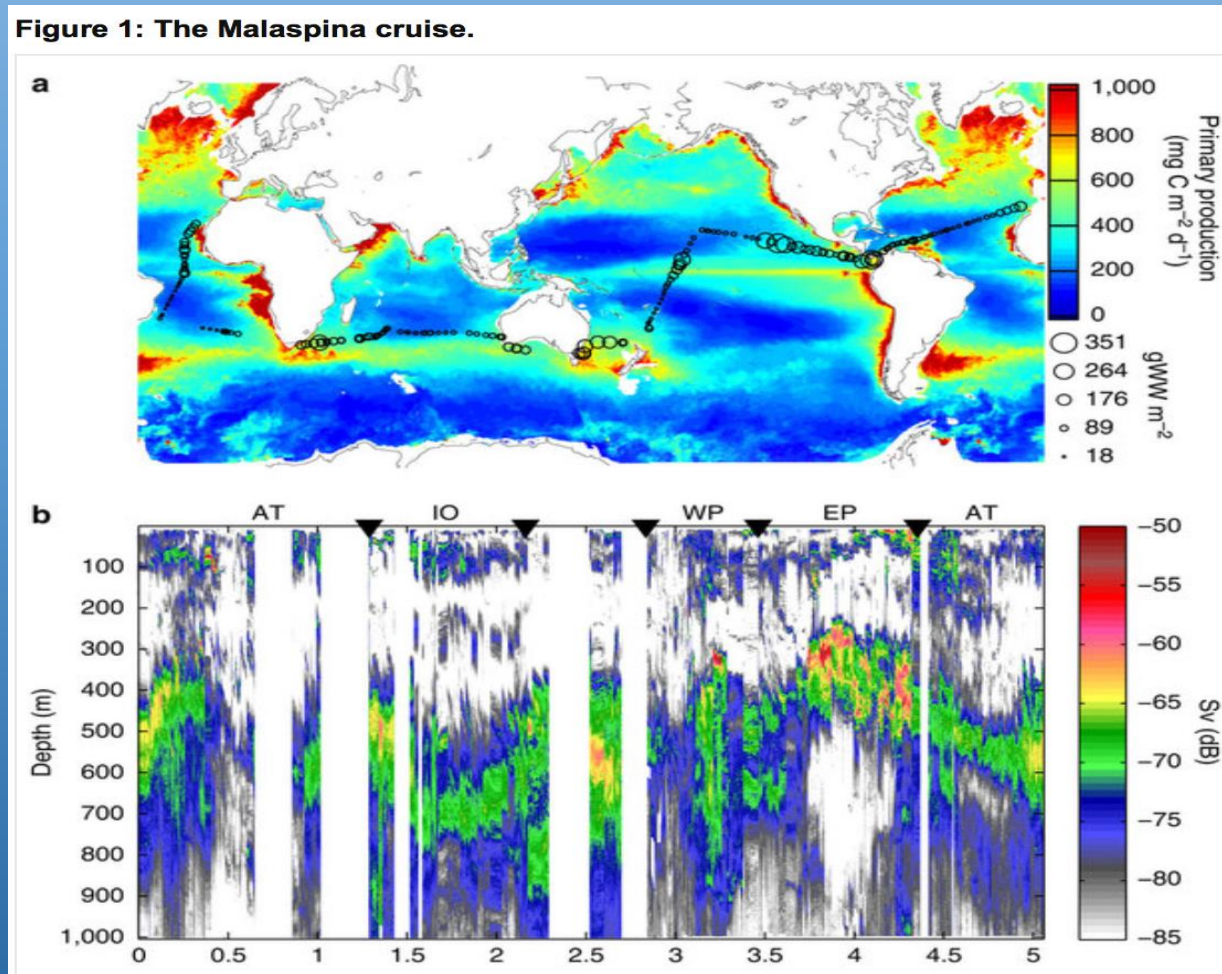 Figure 1: The Malaspina cruise.
a
1,000
800
600
400
200
0
Primary production
(mg C m⁻² d⁻¹)
351
264
176
89
18
gWW m⁻²
b
AT IO WP EP AT
100
200
300
400
500
600
700
800
900
1,000
Depth (m)
0 0.5 1 1.5 2 2.5 3 3.5 4 4.5 5
−50
−55
−60
−65
−70
−75
−80
−85
Sv (dB)